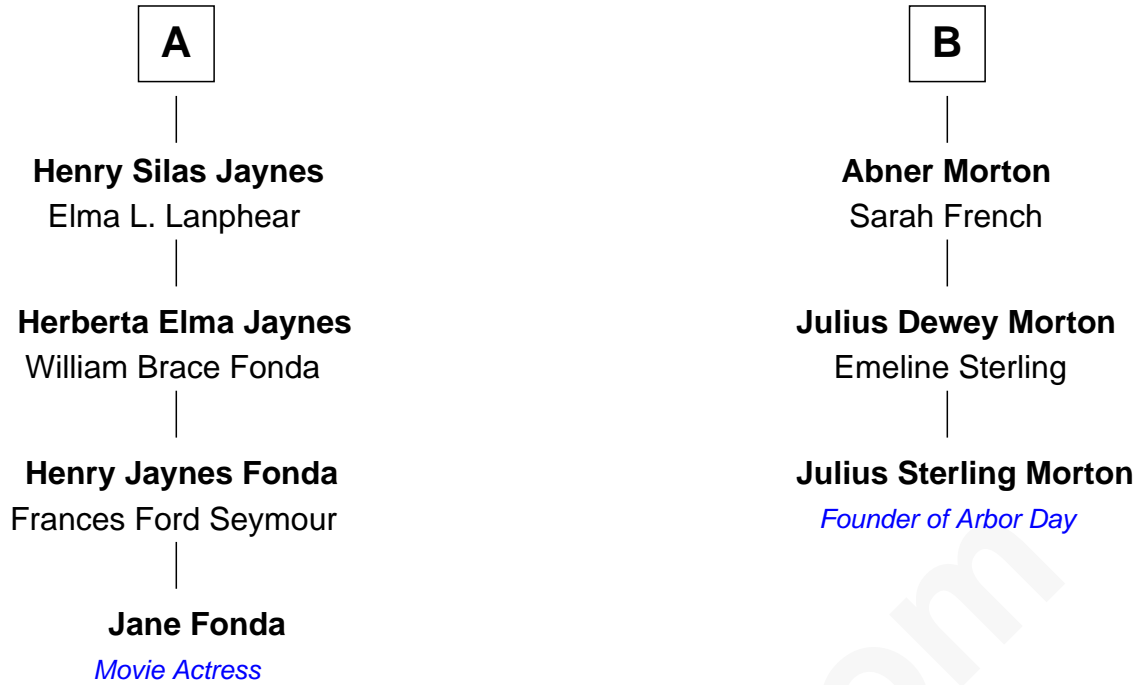 A
Henry Silas Jaynes
Elma L. Lanphear
Herberta Elma Jaynes
William Brace Fonda
Henry Jaynes Fonda
Frances Ford Seymour
Jane Fonda
Movie Actress
B
Abner Morton
Sarah French
Julius Dewey Morton
Emeline Sterling
Julius Sterling Morton
Founder of Arbor Day
om